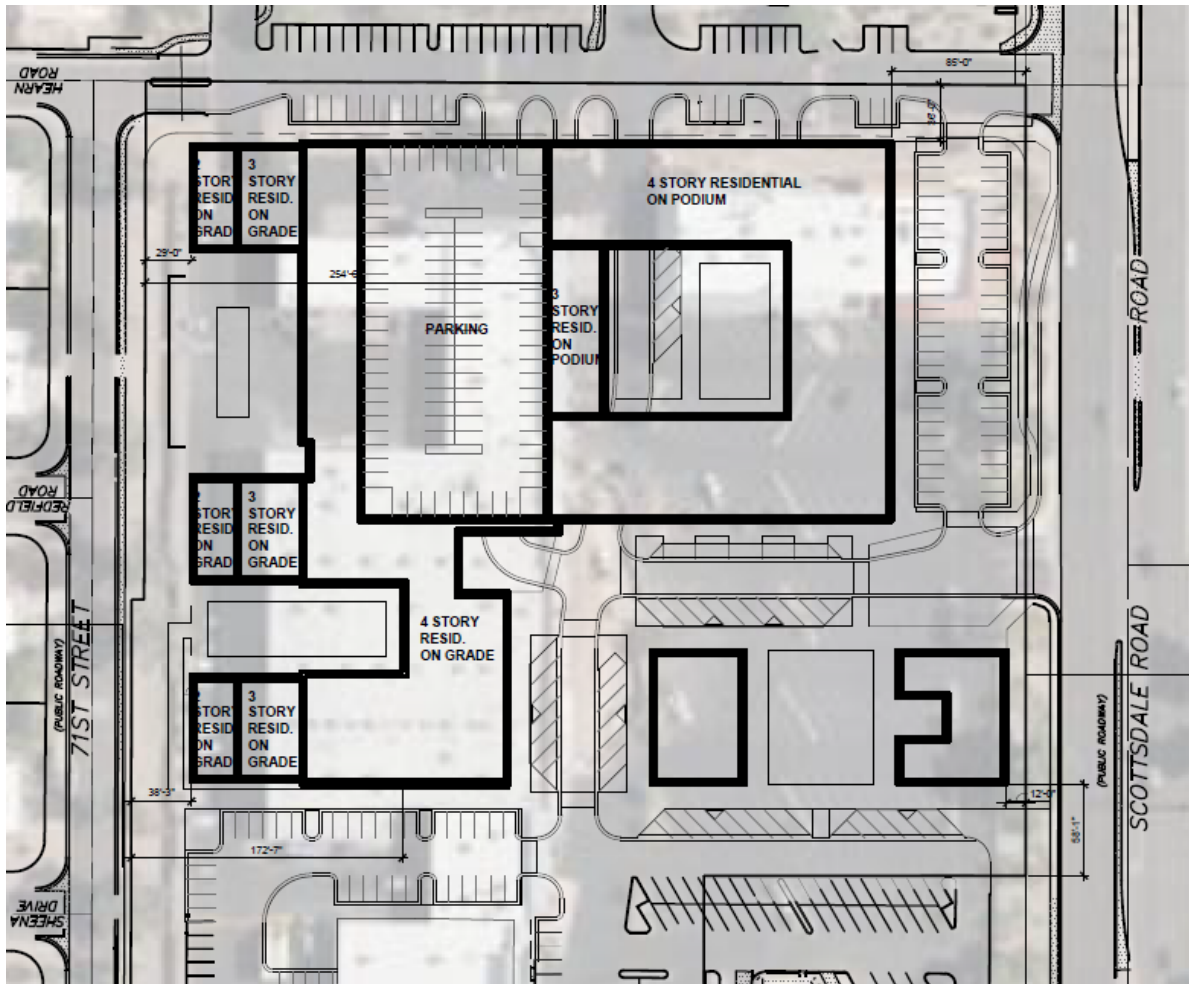 HEARN
ROAD
85'-0"
36'-0"
2
STORY
RESID
ON
GRAD
3
STORY
RESID.
ON
GRADE
4 STORY RESIDENTIAL
ON PODIUM
29'-0"
254'-6
PARKING
3
STORY
RESID.
ON
PODIUM
ROAD
REDFIELD
ROAD
2
STORY
RESID
ON
GRAD
3
STORY
RESID.
ON
GRADE
4 STORY
RESID.
ON GRADE
71ST STREET
(PUBLIC ROADWAY)
2
STORY
RESID
ON
GRAD
3
STORY
RESID.
ON
GRADE
SCOTTSDALE ROAD
(PUBLIC ROADWAY)
38'-3"
12'-0"
58'-1"
172'-7"
SHEENA
DRIVE